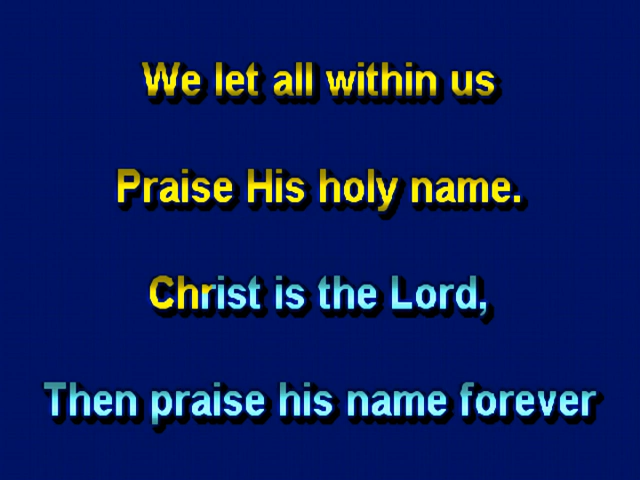 We let all within us
Praise His holy name.
Christ is the Lord,
Then praise his name forever